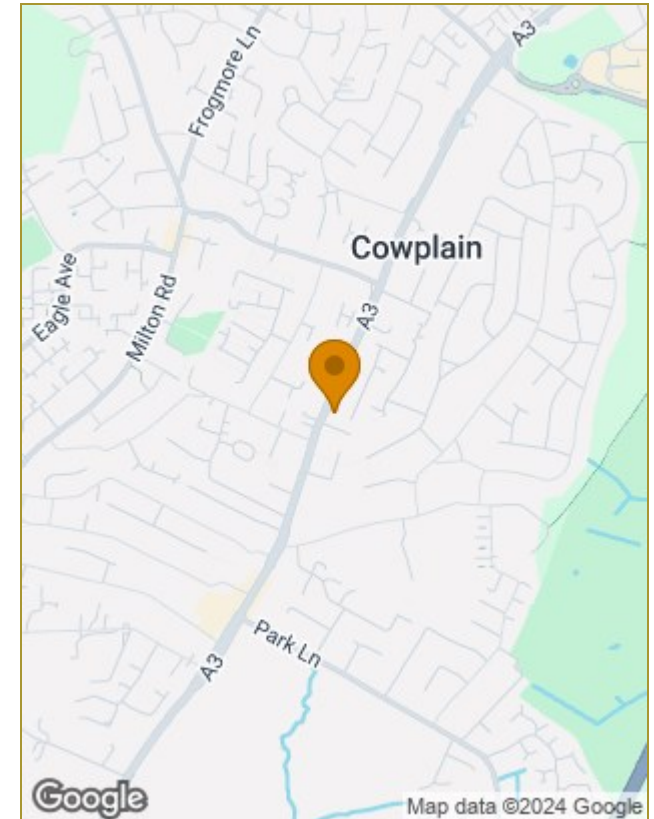 A3
Frogmore Ln
Cowplain
Eagle Ave
Milton Rd
A3
Park Ln
A3
Google
Map data ©2024 Google